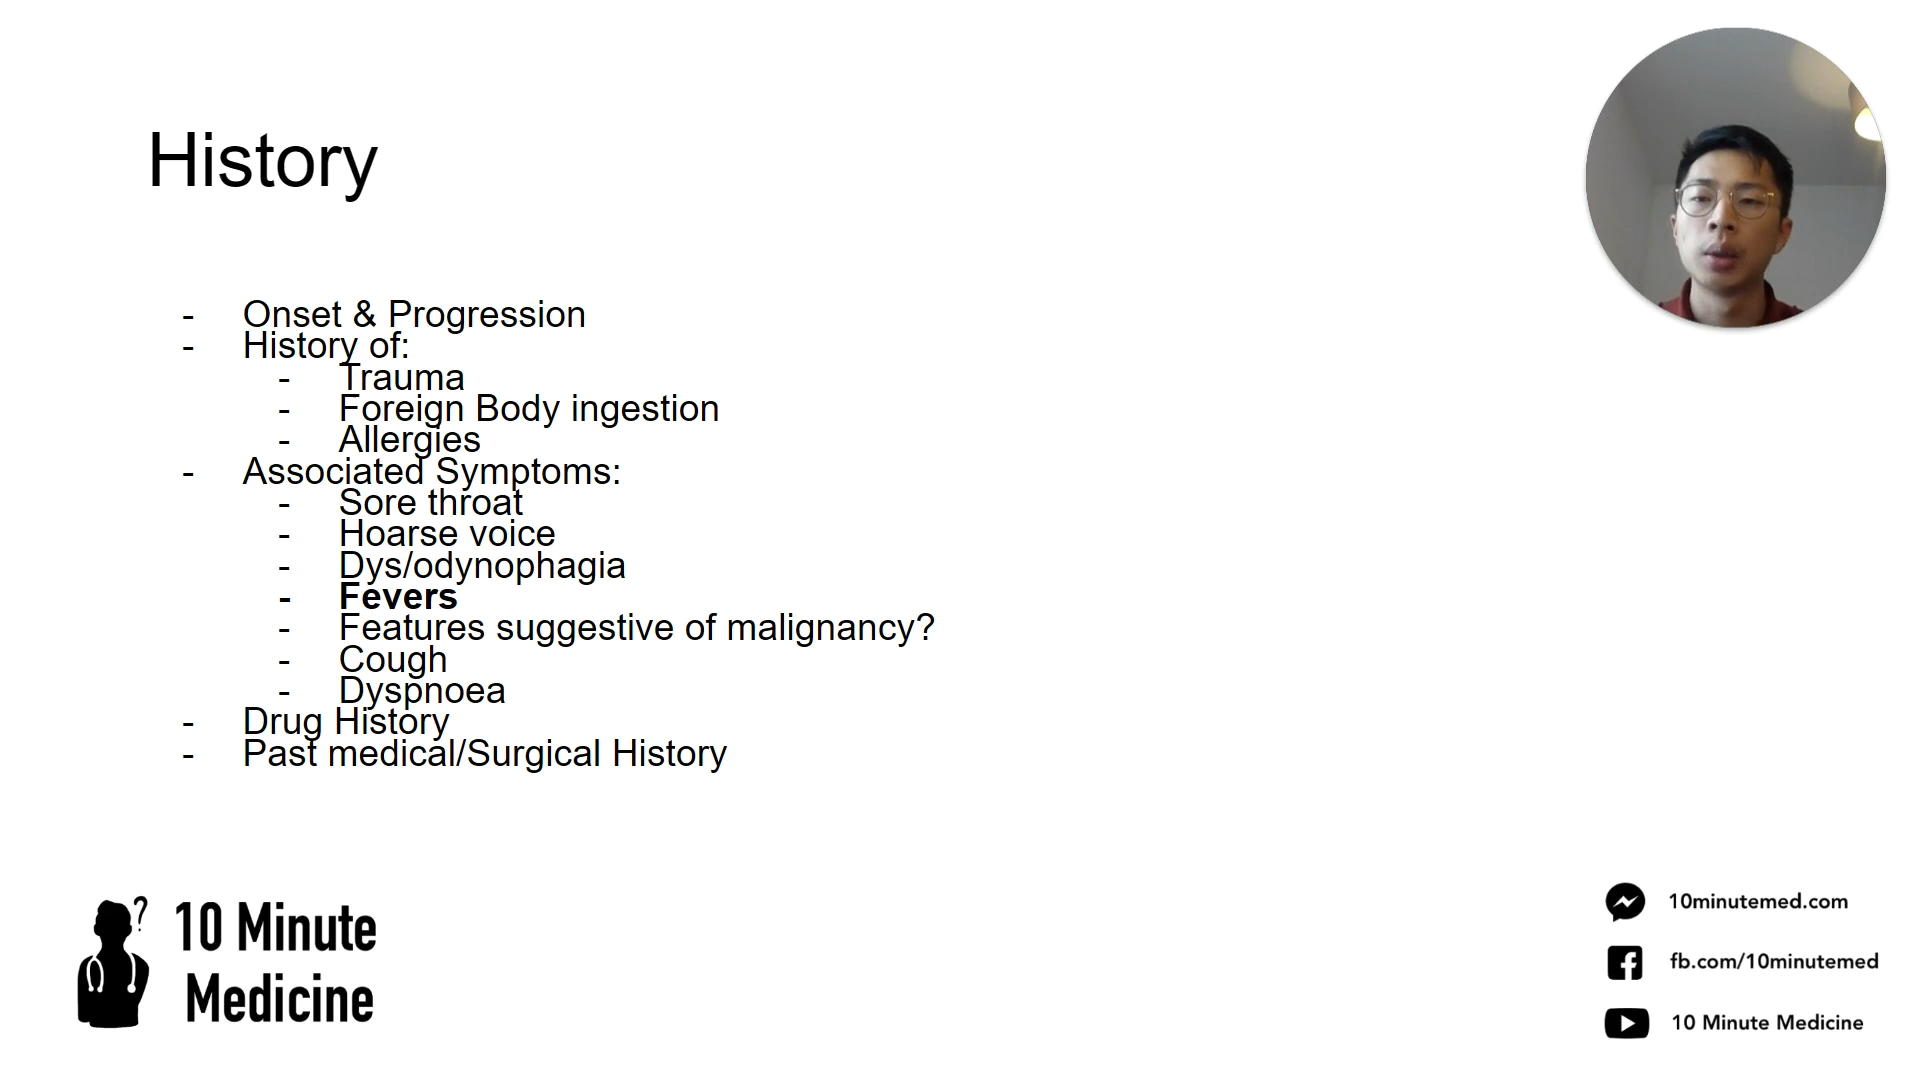 History
- Onset & Progression
- History of:
- Trauma
- Foreign Body ingestion
- Allergies
- Associated Symptoms:
- Sore throat
- Hoarse voice
- Dys/odynophagia
- Fevers
- Features suggestive of malignancy?
- Cough
- Dyspnoea
- Drug History
- Past medical/Surgical History
?
10 Minute
Medicine
10minutemed.com
fb.com/10minutemed
10 Minute Medicine